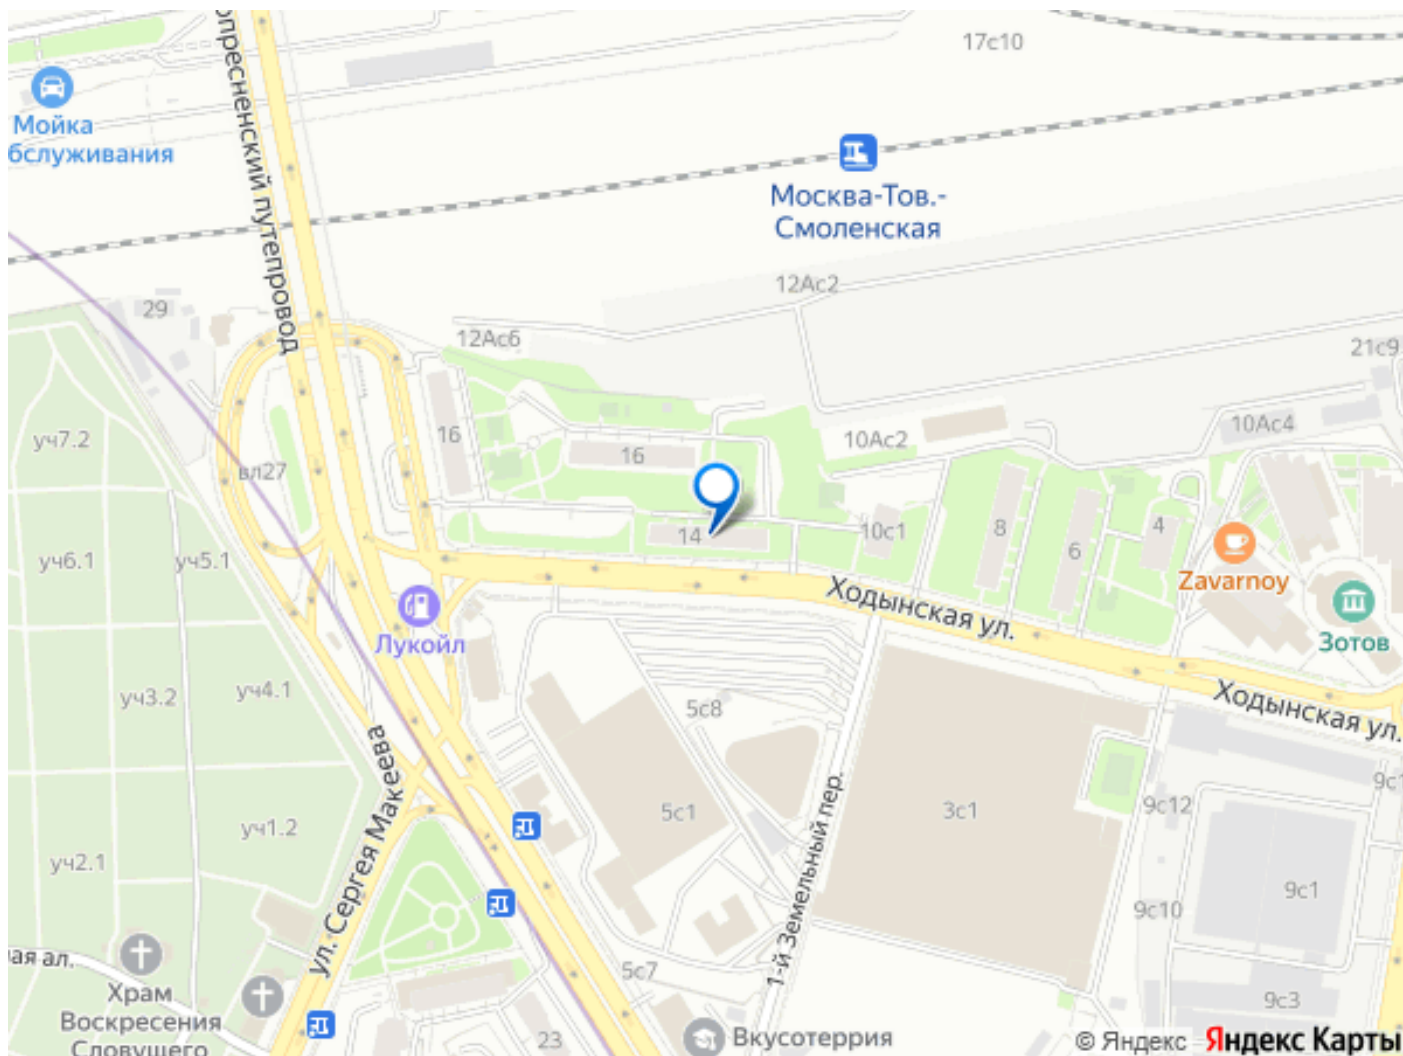 17с10
Мойка
бслуживания
опресненский путепровод
Москва-Тов.-
Смоленская
12Ас2
29
12Ас6
21с9
уч7.2
вл27
16
16
10Ас2
10Ас4
14
10с1
8
6
4
Zavarnoy
уч6.1
уч5.1
Лукойл
Ходынская ул.
Зотов
уч3.2
уч4.1
5с8
Ходынская ул.
ул. Сергея Макеева
1-й Земельный пер.
5с1
3с1
9с12
9с1
уч1.2
уч2.1
9с1
9с10
ая ал.
Храм
Воскресения
Словущего
5с7
9с3
23
Вкусотеррия
© Яндекс Яндекс Карты